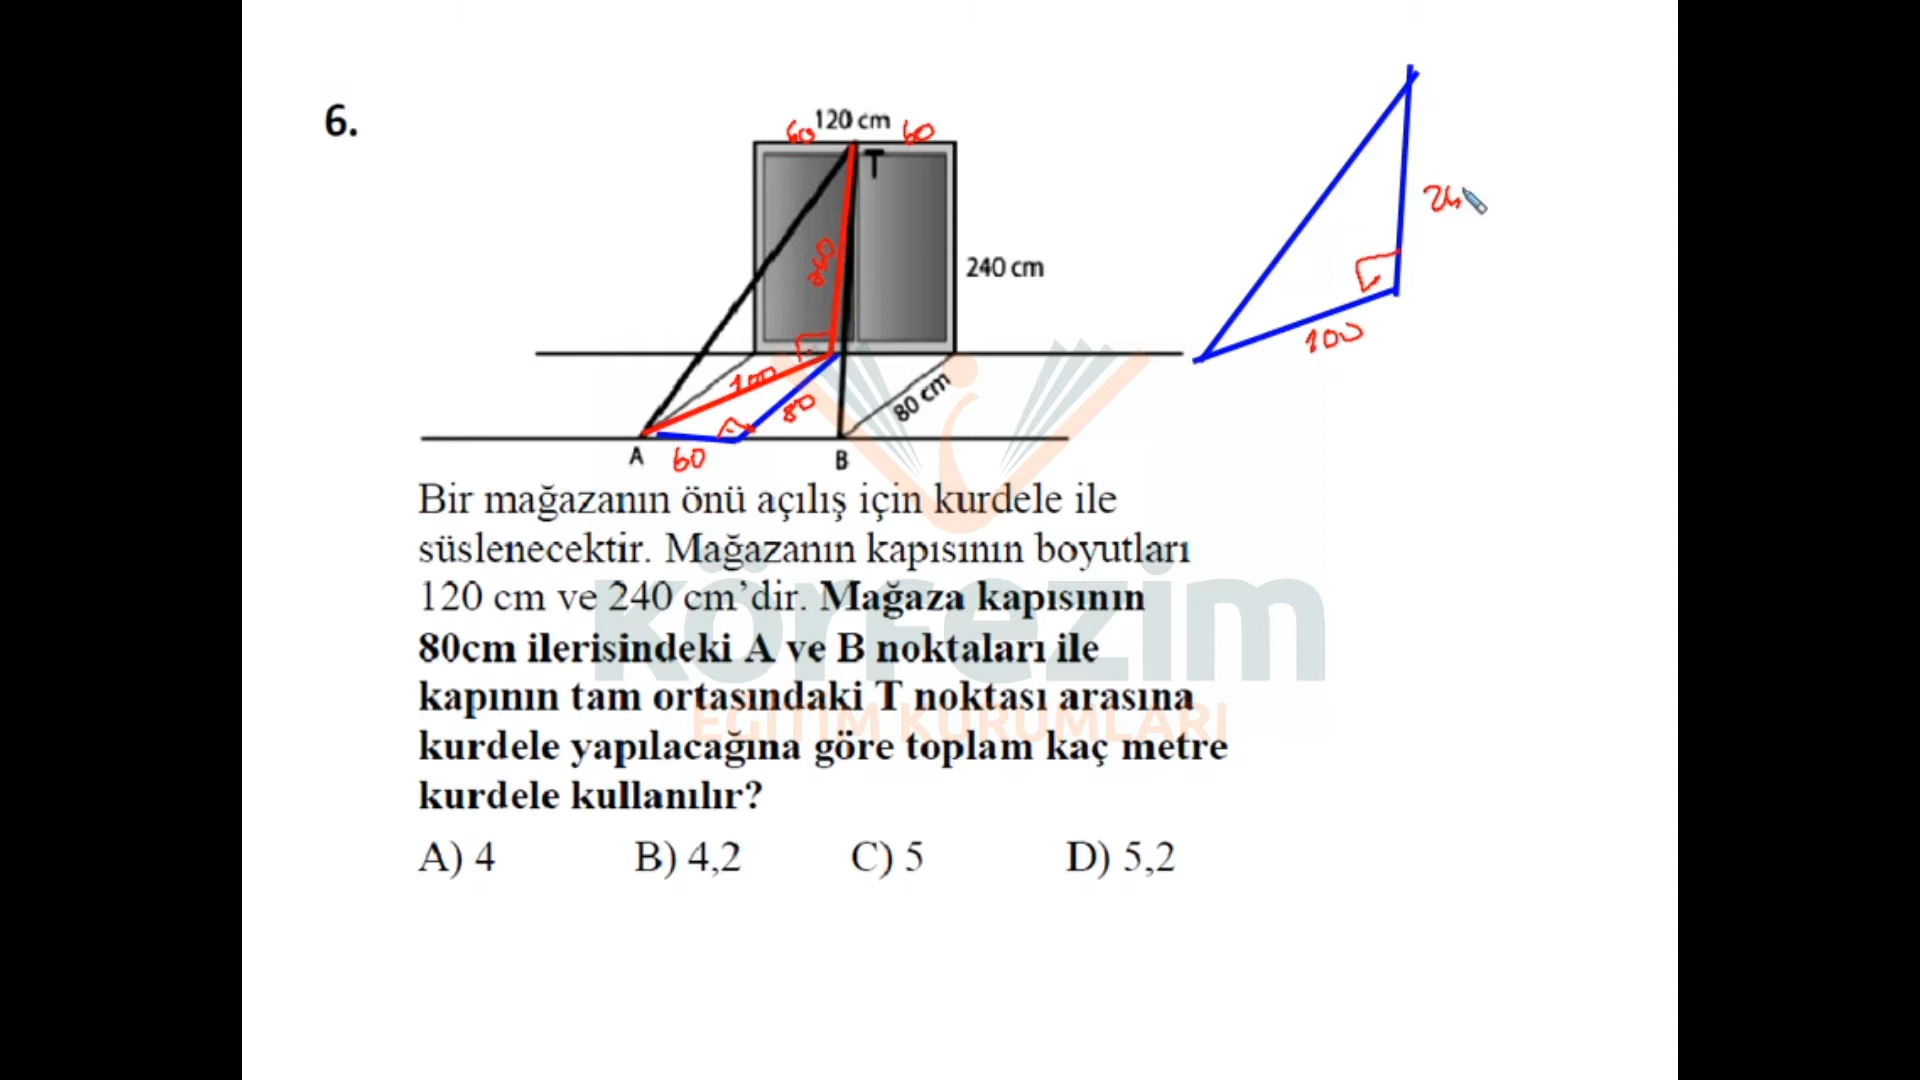 6.
120 cm
60
60
T
240
240 cm
24
100
100
80
80 cm
A
60
B
Bir mağazanın önü açılış için kurdele ile
süslenecektir. Mağazanın kapısının boyutları
120 cm ve 240 cm’dir. Mağaza kapısının
80cm ilerisindeki A ve B noktaları ile
kapının tam ortasındaki T noktası arasına
kurdele yapılacağına göre toplam kaç metre
kurdele kullanılır?
A) 4 B) 4,2 C) 5 D) 5,2
körfezim
EĞİTİM KURUMLARI